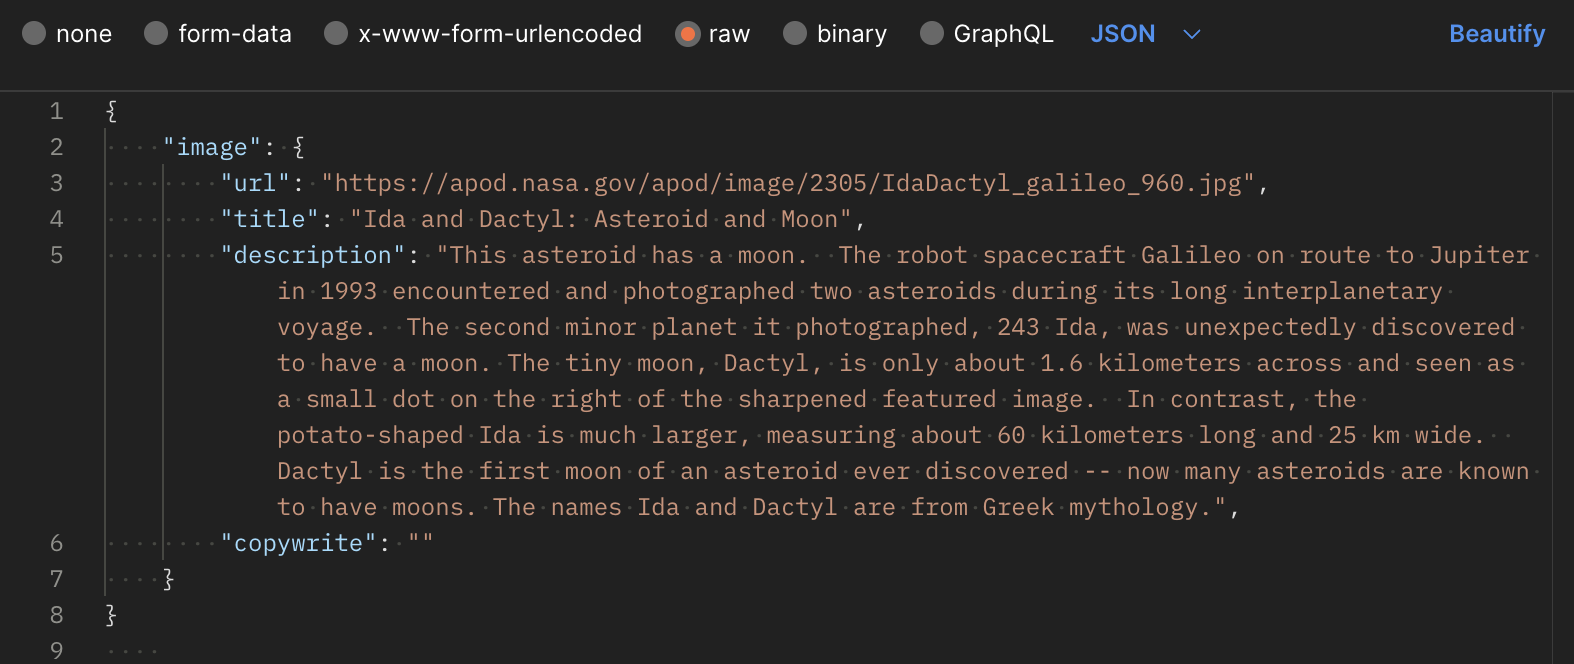 none form-data x-www-form-urlencoded raw binary GraphQL JSON Beautify
1 {
2 "image": {
3 "url": "https://apod.nasa.gov/apod/image/2305/IdaDactyl_galileo_960.jpg",
4 "title": "Ida and Dactyl: Asteroid and Moon",
5 "description": "This asteroid has a moon.  The robot spacecraft Galileo on route to Jupiter
in 1993 encountered and photographed two asteroids during its long interplanetary
voyage.  The second minor planet it photographed, 243 Ida, was unexpectedly discovered
to have a moon. The tiny moon, Dactyl, is only about 1.6 kilometers across and seen as
a small dot on the right of the sharpened featured image.  In contrast, the
potato-shaped Ida is much larger, measuring about 60 kilometers long and 25 km wide.
Dactyl is the first moon of an asteroid ever discovered -- now many asteroids are known
to have moons. The names Ida and Dactyl are from Greek mythology.",
6 "copywrite": ""
7 }
8 }
9